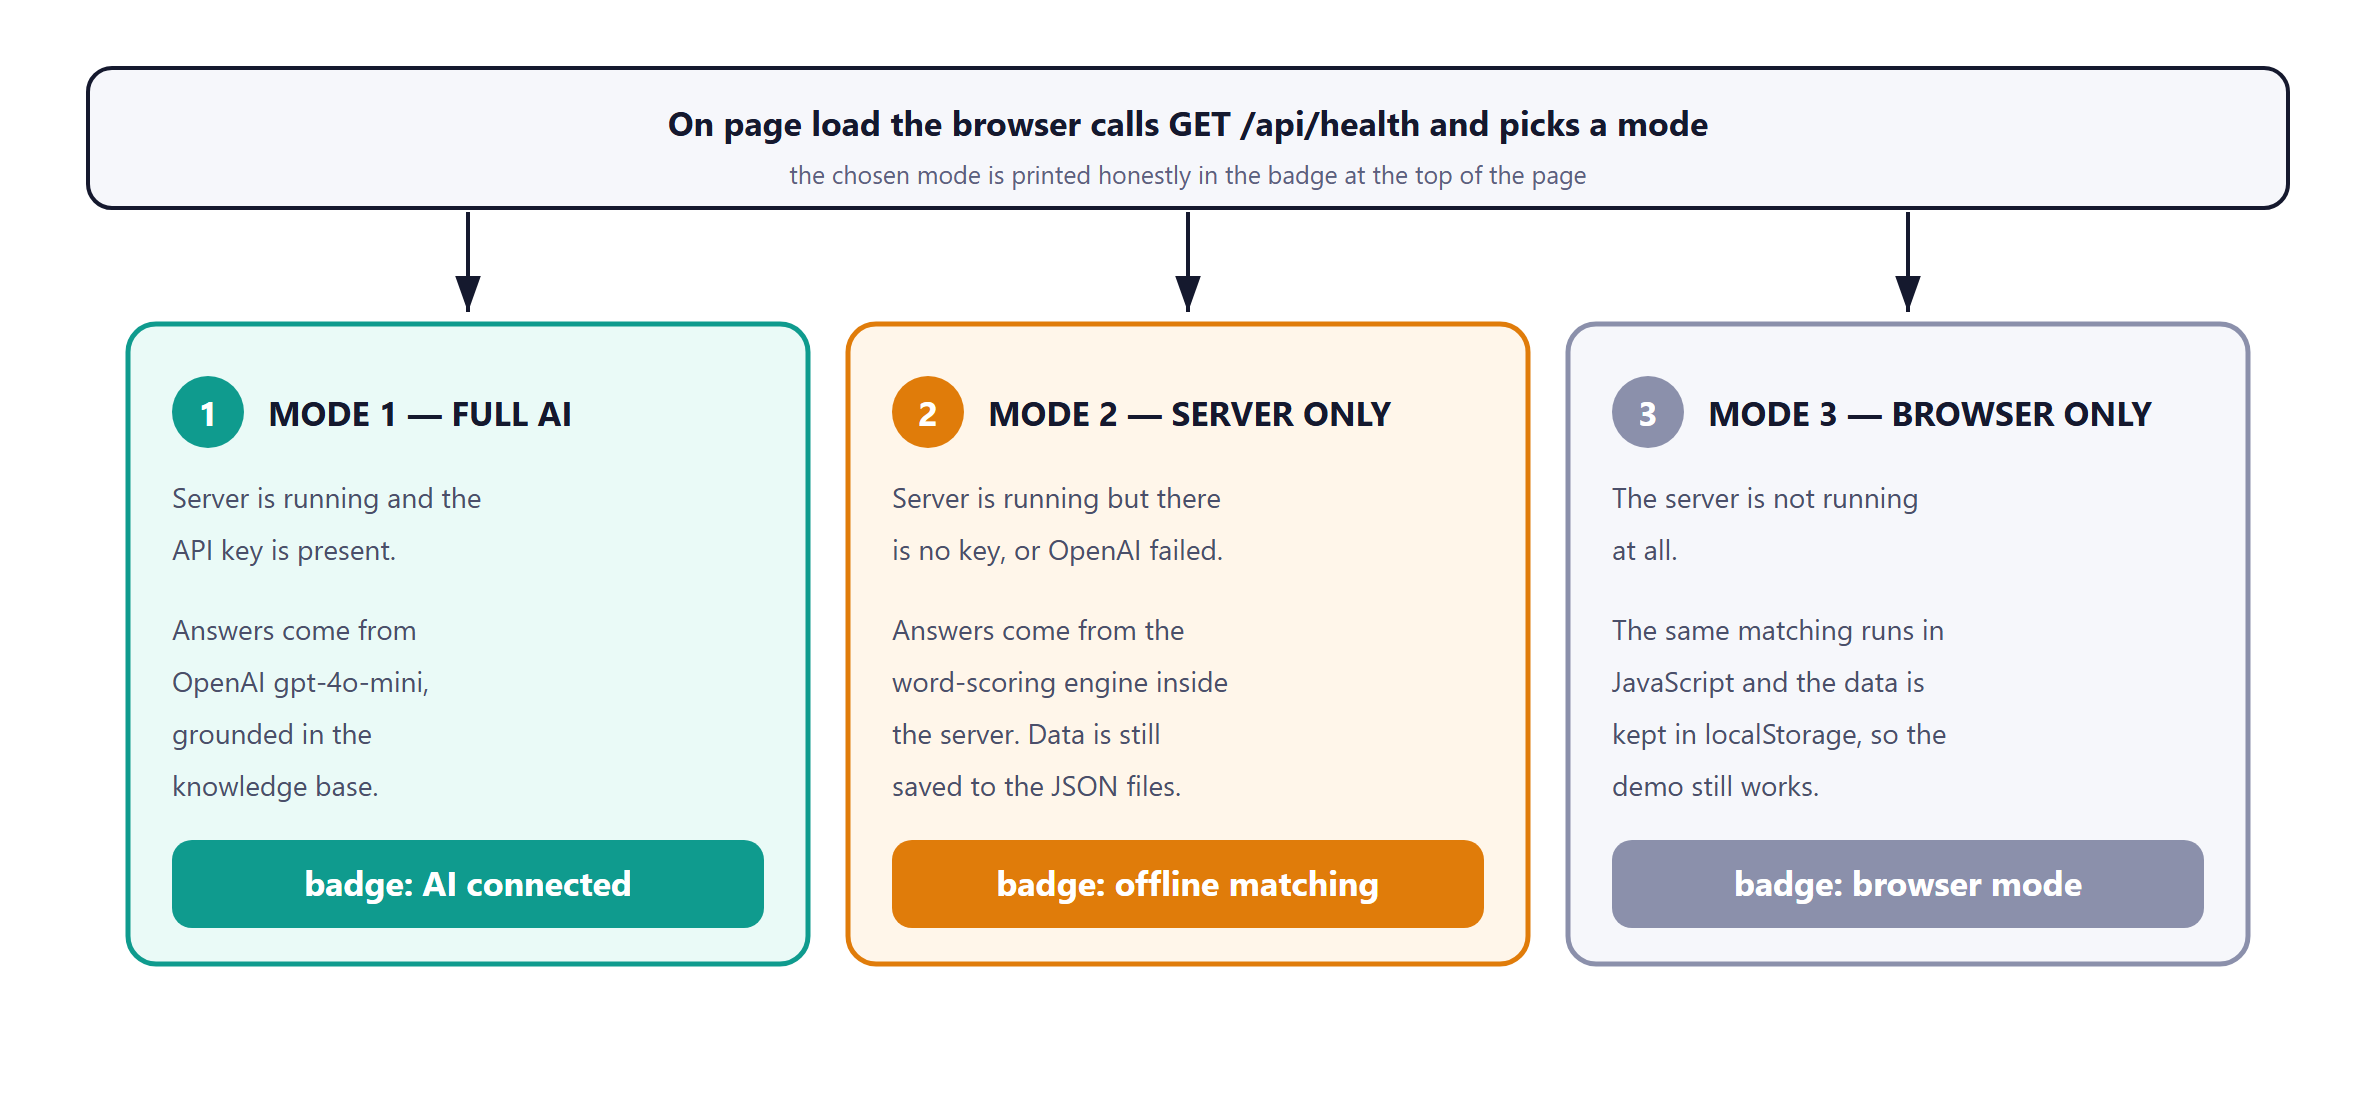 On page load the browser calls GET /api/health and picks a mode
the chosen mode is printed honestly in the badge at the top of the page
1
MODE 1 — FULL AI
Server is running and the
API key is present.
Answers come from
OpenAI gpt-4o-mini,
grounded in the
knowledge base.
badge: AI connected
2
MODE 2 — SERVER ONLY
Server is running but there
is no key, or OpenAI failed.
Answers come from the
word-scoring engine inside
the server. Data is still
saved to the JSON files.
badge: offline matching
3
MODE 3 — BROWSER ONLY
The server is not running
at all.
The same matching runs in
JavaScript and the data is
kept in localStorage, so the
demo still works.
badge: browser mode